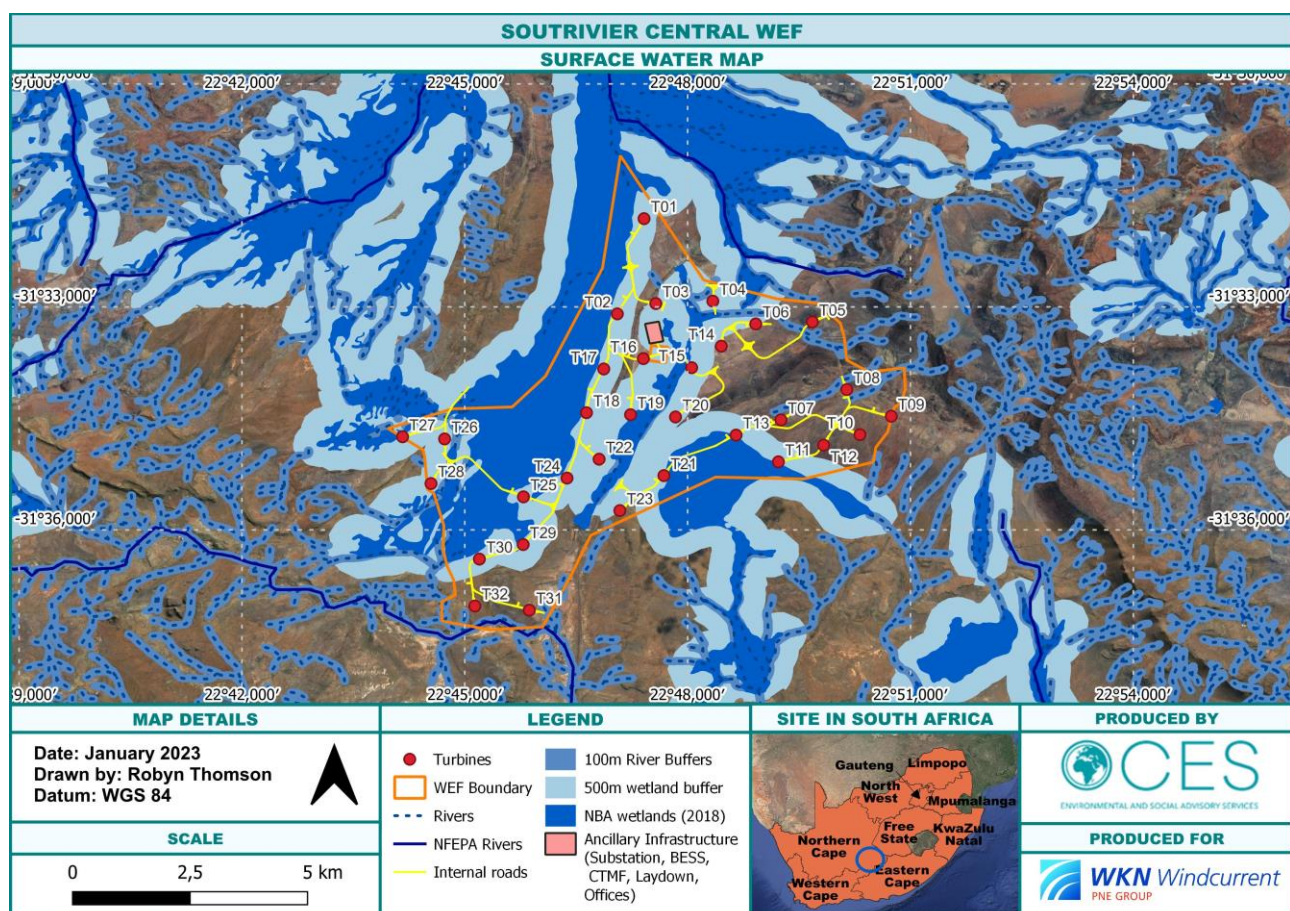 SOUTRIVIER CENTRAL WEF
SURFACE WATER MAP
22°42,000'
22°45,000'
22°48,000'
22°51,000'
22°54,000'
T01
T02
T03
T04
T05
T06
T14
T16
T15
T17
T08
T18
T19
T20
T13
T07
T09
T10
T27
T26
T22
T11
T12
T28
T24
T21
T25
T23
T29
T30
T32
T31
-31°33,000'
-31°33,000'
-31°36,000'
-31°36,000'
22°42,000'
22°45,000'
22°48,000'
22°51,000'
22°54,000'
MAP DETAILS
Date: January 2023
Drawn by: Robyn Thomson
Datum: WGS 84
SCALE
0 2,5 5 km
LEGEND
Turbines
WEF Boundary
Rivers
NFEPA Rivers
Internal roads
100m River Buffers
500m wetland buffer
NBA wetlands (2018)
Ancillary Infrastructure
(Substation, BESS,
CTMF, Laydown,
Offices)
SITE IN SOUTH AFRICA
Gauteng
Limpopo
North
West
Mpumalanga
Free
State
KwaZulu
Natal
Northern
Cape
Eastern
Cape
Western
Cape
PRODUCED BY
CES
ENVIRONMENTAL AND SOCIAL ADVISORY SERVICES
PRODUCED FOR
WKN Windcurrent
PNE GROUP